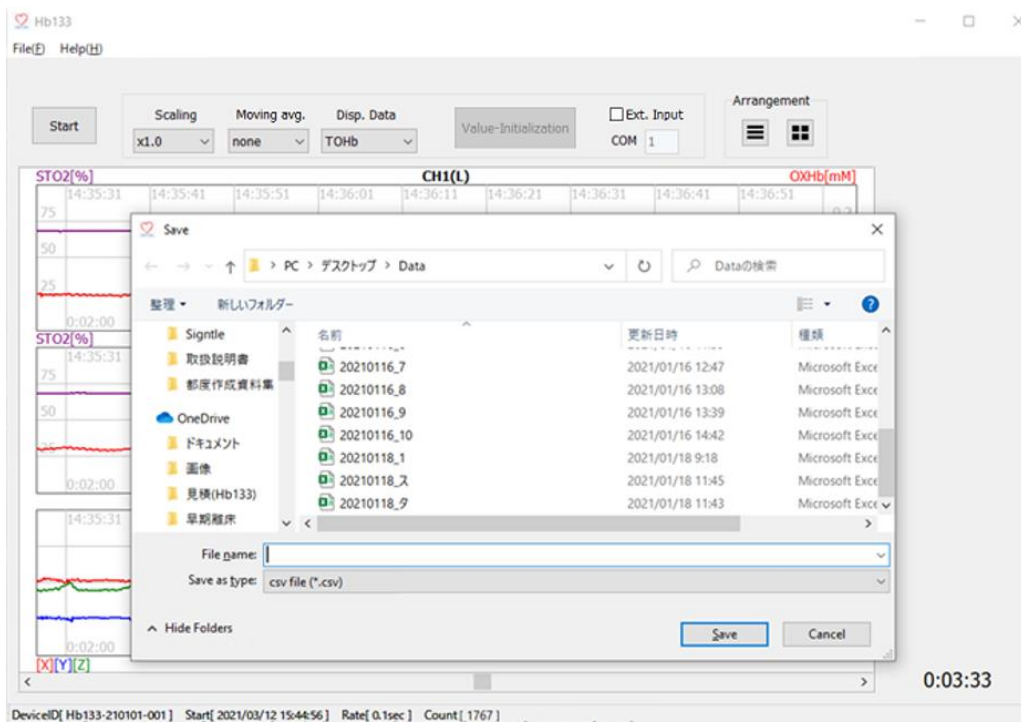 Hb133
File(F) Help(H)
Start
Scaling Moving avg. Disp. Data
x1.0 none TOHb
Value-Initialization
Ext. Input
COM 1
Arrangement
STO2[%] CH1(L) OXHb[mM]
14:35:31 14:35:41 14:35:51 14:36:01 14:36:11 14:36:21 14:36:31 14:36:41 14:36:51
75
50
25
0:02:00
STO2[%]
14:35:31
75
50
0:02:00
14:35:31
0:02:00
[X][Y][Z]
Save
PC > デスクトップ > Data
Dataの検索
整理 新しいフォルダー
Signtle
取扱説明書
都度作成資料集
OneDrive
ドキュメント
画像
見積(Hb133)
早期離床
名前 更新日時 種類
20210116_7 2021/01/16 12:47 Microsoft Exce
20210116_8 2021/01/16 13:08 Microsoft Exce
20210116_9 2021/01/16 13:39 Microsoft Exce
20210116_10 2021/01/16 14:42 Microsoft Exce
20210118_1 2021/01/18 9:18 Microsoft Exce
20210118_ス 2021/01/18 11:45 Microsoft Exce
20210118_タ 2021/01/18 11:43 Microsoft Exce
File name:
Save as type: csv file (*.csv)
Hide Folders
Save Cancel
0:03:33
DeviceID[ Hb133-210101-001 ] Start[ 2021/03/12 15:44:56 ] Rate[ 0.1sec ] Count[ 1767 ]